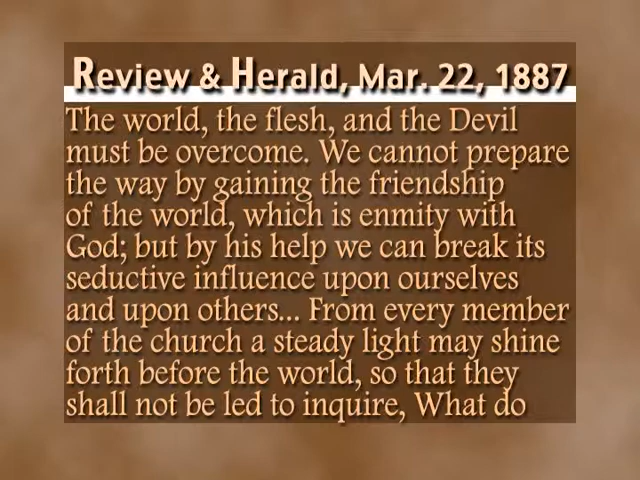 Review & Herald, Mar. 22, 1887
The world, the flesh, and the Devil
must be overcome. We cannot prepare
the way by gaining the friendship
of the world, which is enmity with
God; but by his help we can break its
seductive influence upon ourselves
and upon others... From every member
of the church a steady light may shine
forth before the world, so that they
shall not be led to inquire, What do